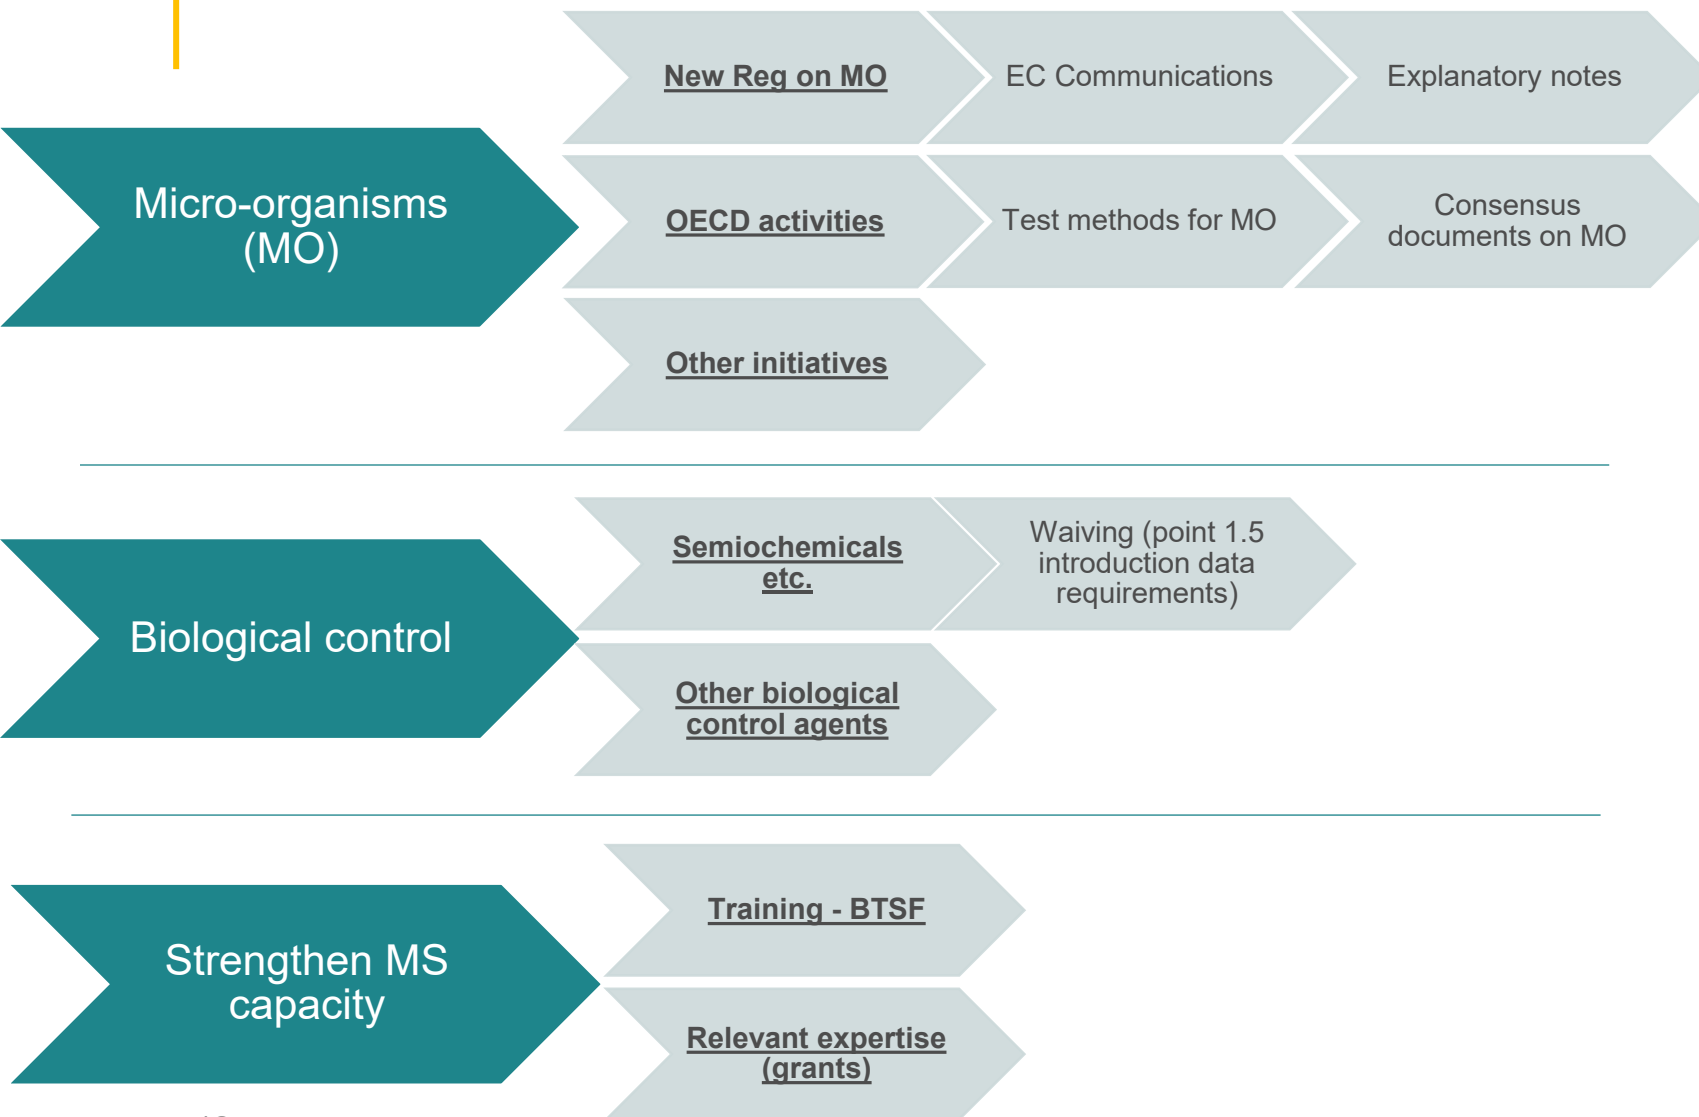 New Reg on MO
EC Communications
Explanatory notes
Micro-organisms
(MO)
OECD activities
Test methods for MO
Consensus
documents on MO
Other initiatives
Semiochemicals
etc.
Waiving (point 1.5
introduction data
requirements)
Biological control
Other biological
control agents
Training - BTSF
Strengthen MS
capacity
Relevant expertise
(grants)